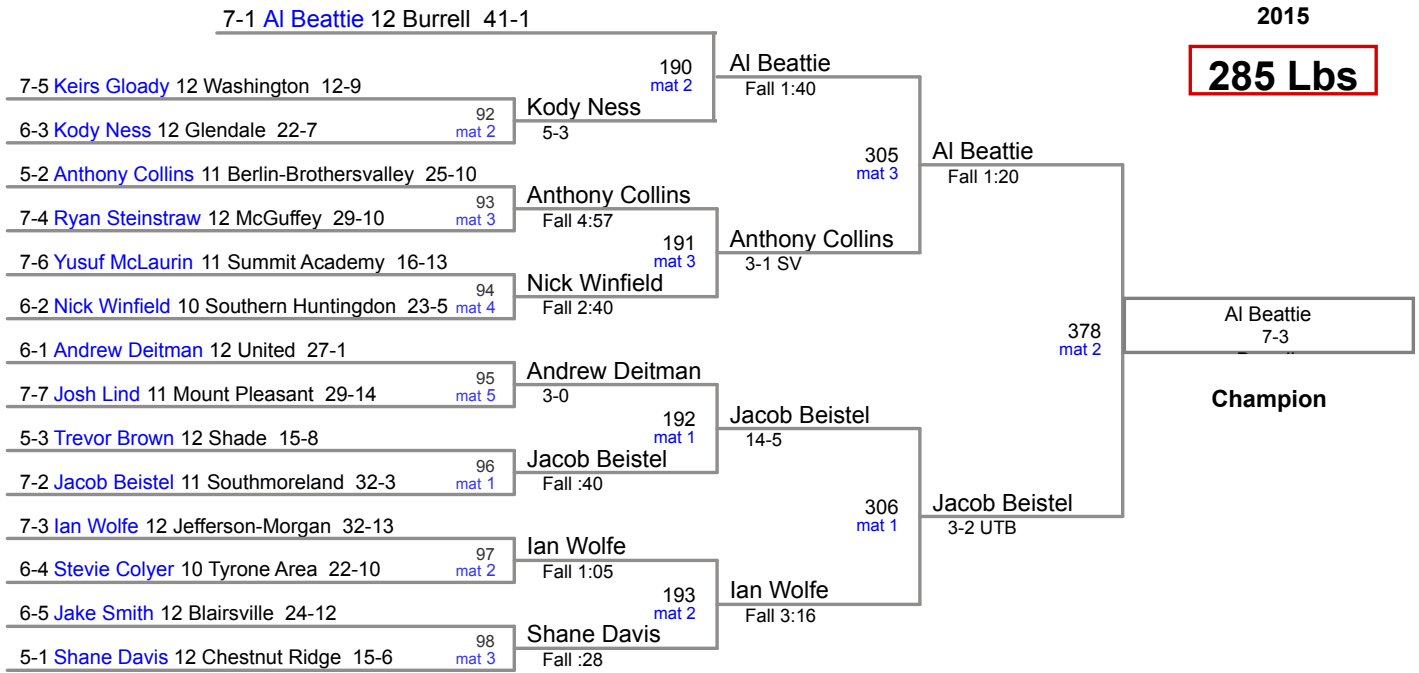 7-1 Al Beattie 12 Burrell 41-1
2015
285 Lbs
7-5 Keirs Gloady 12 Washington 12-9
6-3 Kody Ness 12 Glendale 22-7
92
mat 2
Kody Ness
5-3
190
mat 2
Al Beattie
Fall 1:40
5-2 Anthony Collins 11 Berlin-Brothersvalley 25-10
7-4 Ryan Steinstraw 12 McGuffey 29-10
93
mat 3
Anthony Collins
Fall 4:57
7-6 Yusuf McLaurin 11 Summit Academy 16-13
6-2 Nick Winfield 10 Southern Huntingdon 23-5
94
mat 4
Nick Winfield
Fall 2:40
191
mat 3
Anthony Collins
3-1 SV
305
mat 3
Al Beattie
Fall 1:20
6-1 Andrew Deitman 12 United 27-1
7-7 Josh Lind 11 Mount Pleasant 29-14
95
mat 5
Andrew Deitman
3-0
5-3 Trevor Brown 12 Shade 15-8
7-2 Jacob Beistel 11 Southmoreland 32-3
96
mat 1
Jacob Beistel
Fall :40
192
mat 1
Jacob Beistel
14-5
7-3 Ian Wolfe 12 Jefferson-Morgan 32-13
6-4 Stevie Colyer 10 Tyrone Area 22-10
97
mat 2
Ian Wolfe
Fall 1:05
6-5 Jake Smith 12 Blairsville 24-12
5-1 Shane Davis 12 Chestnut Ridge 15-6
98
mat 3
Shane Davis
Fall :28
193
mat 2
Ian Wolfe
Fall 3:16
306
mat 1
Jacob Beistel
3-2 UTB
378
mat 2
Al Beattie
7-3
Champion